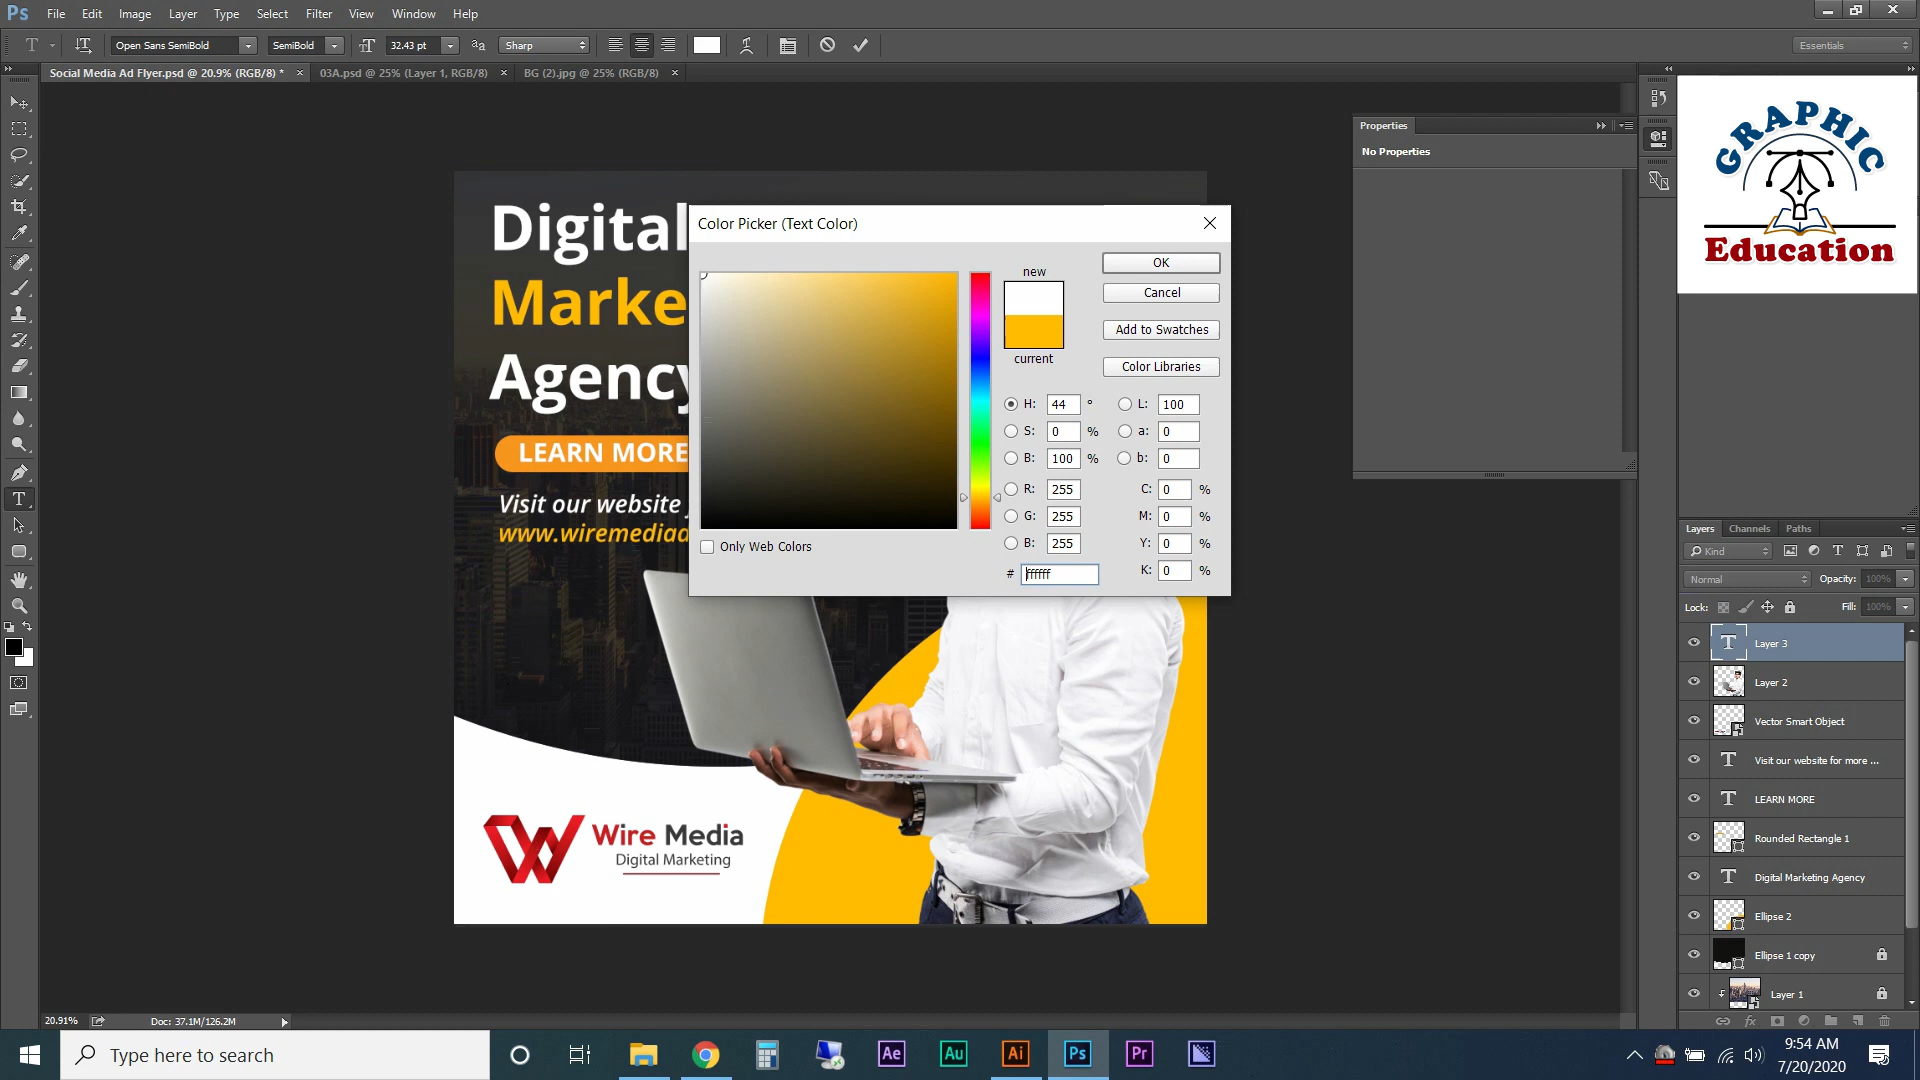 Ps File Edit Image Layer Type Select Filter View Window Help
T Open Sans SemiBold SemiBold 32.43 pt aa Sharp Essentials
Social Media Ad Flyer.psd @ 20.9% (RGB/8) * 03A.psd @ 25% (Layer 1, RGB/8) BG (2).jpg @ 25% (RGB/8)
GRAPHIC
Education
Properties
No Properties
Digital
Marke
Agency
LEARN MORE
Visit our website
www.wiremedia
Wire Media
Digital Marketing
Color Picker (Text Color)
new
current
OK
Cancel
Add to Swatches
Color Libraries
H: 44 ° L: 100
S: 0 % a: 0
B: 100 % b: 0
R: 255 C: 0 %
G: 255 M: 0 %
B: 255 Y: 0 %
# ffffff K: 0 %
Only Web Colors
Layers Channels Paths
Kind
Normal Opacity: 100%
Lock: Fill: 100%
T Layer 3
Layer 2
Vector Smart Object
T Visit our website for more ...
T LEARN MORE
Rounded Rectangle 1
T Digital Marketing Agency
Ellipse 2
Ellipse 1 copy
Layer 1
fx
20.91% Doc: 37.1M/126.2M
Type here to search
Ae Au Ai Ps Pr
9:54 AM
7/20/2020